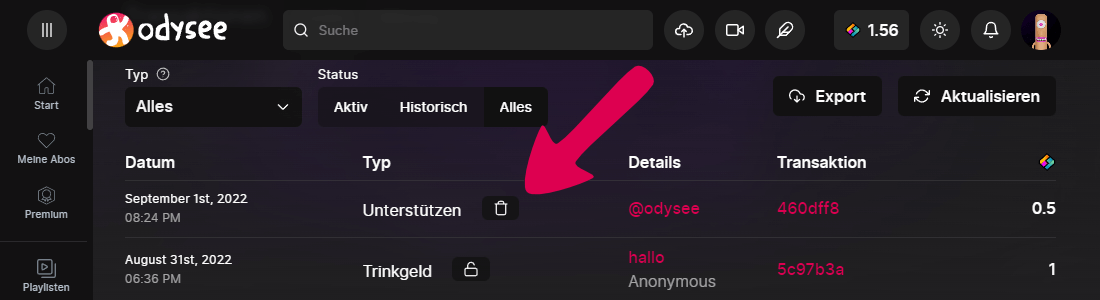 odysee
Suche
1.56
Start
Meine Abos
Premium
Playlisten
Typ
Status
Alles
Aktiv
Historisch
Alles
Export
Aktualisieren
Datum
Typ
Details
Transaktion
September 1st, 2022
08:24 PM
Unterstützen
@odysee
460dff8
0.5
August 31st, 2022
06:36 PM
Trinkgeld
hallo
Anonymous
5c97b3a
1